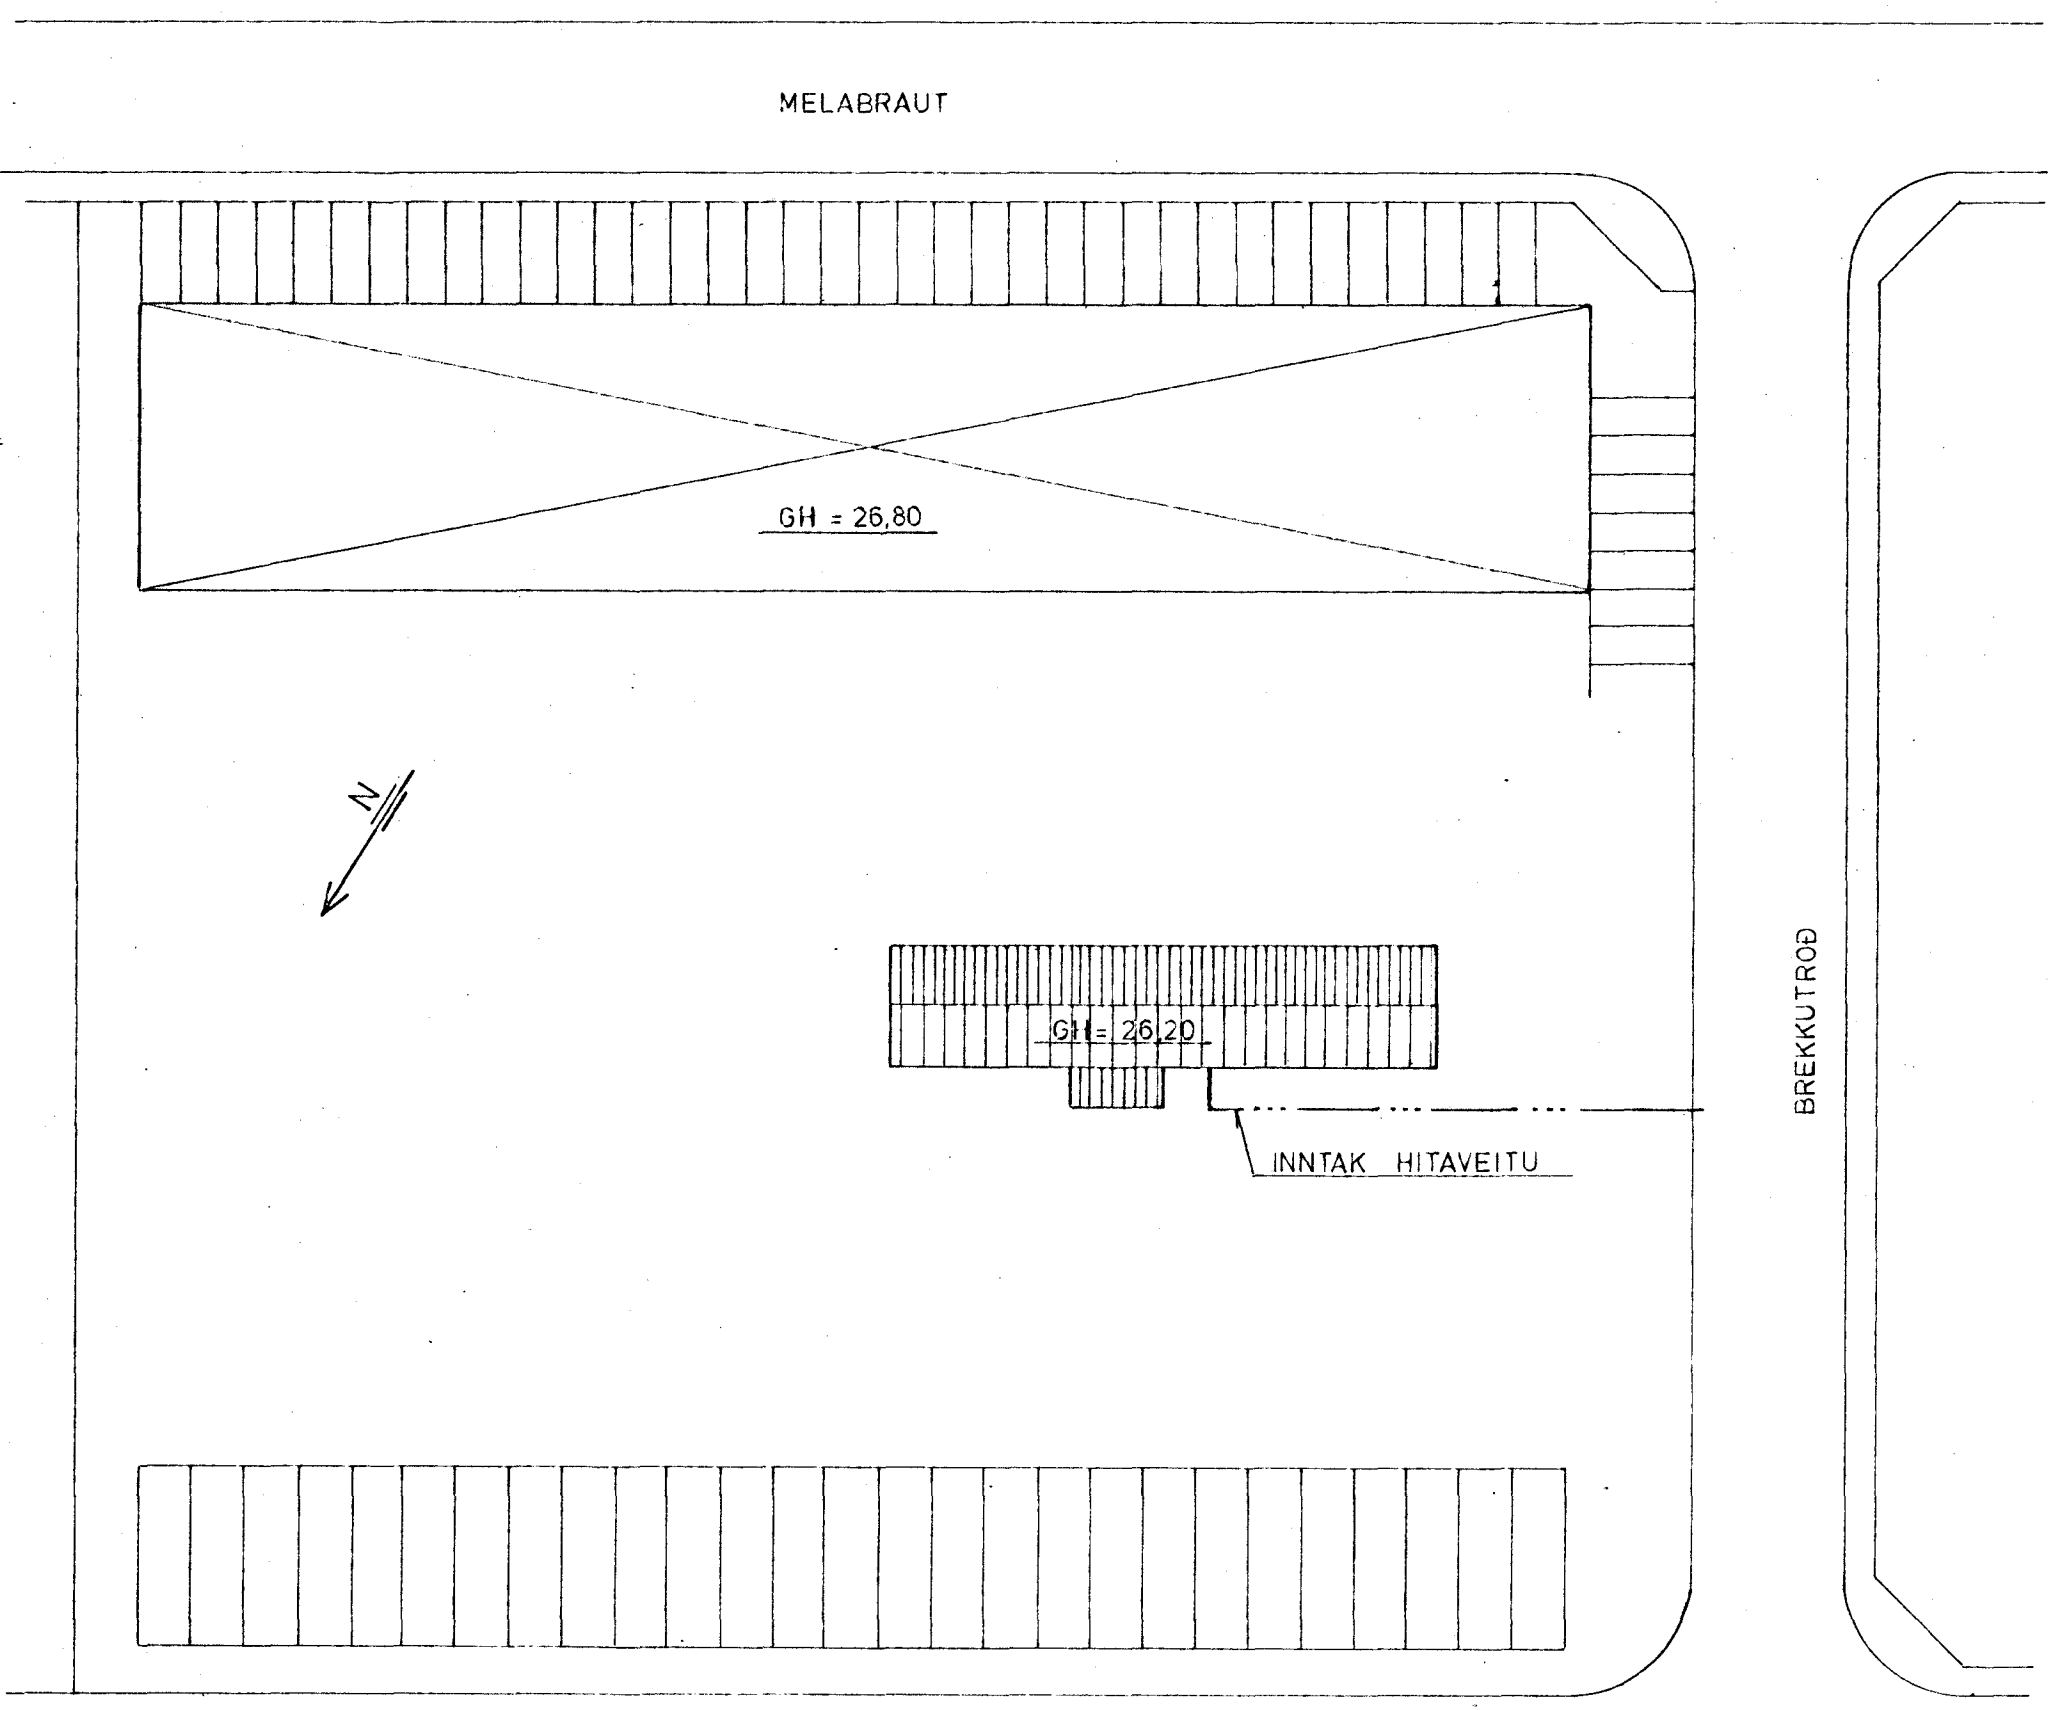 MELABRAUT
GH = 26,80
N
GH = 26,20
BREKKUTROÐ
INNTAK HITAVEITU